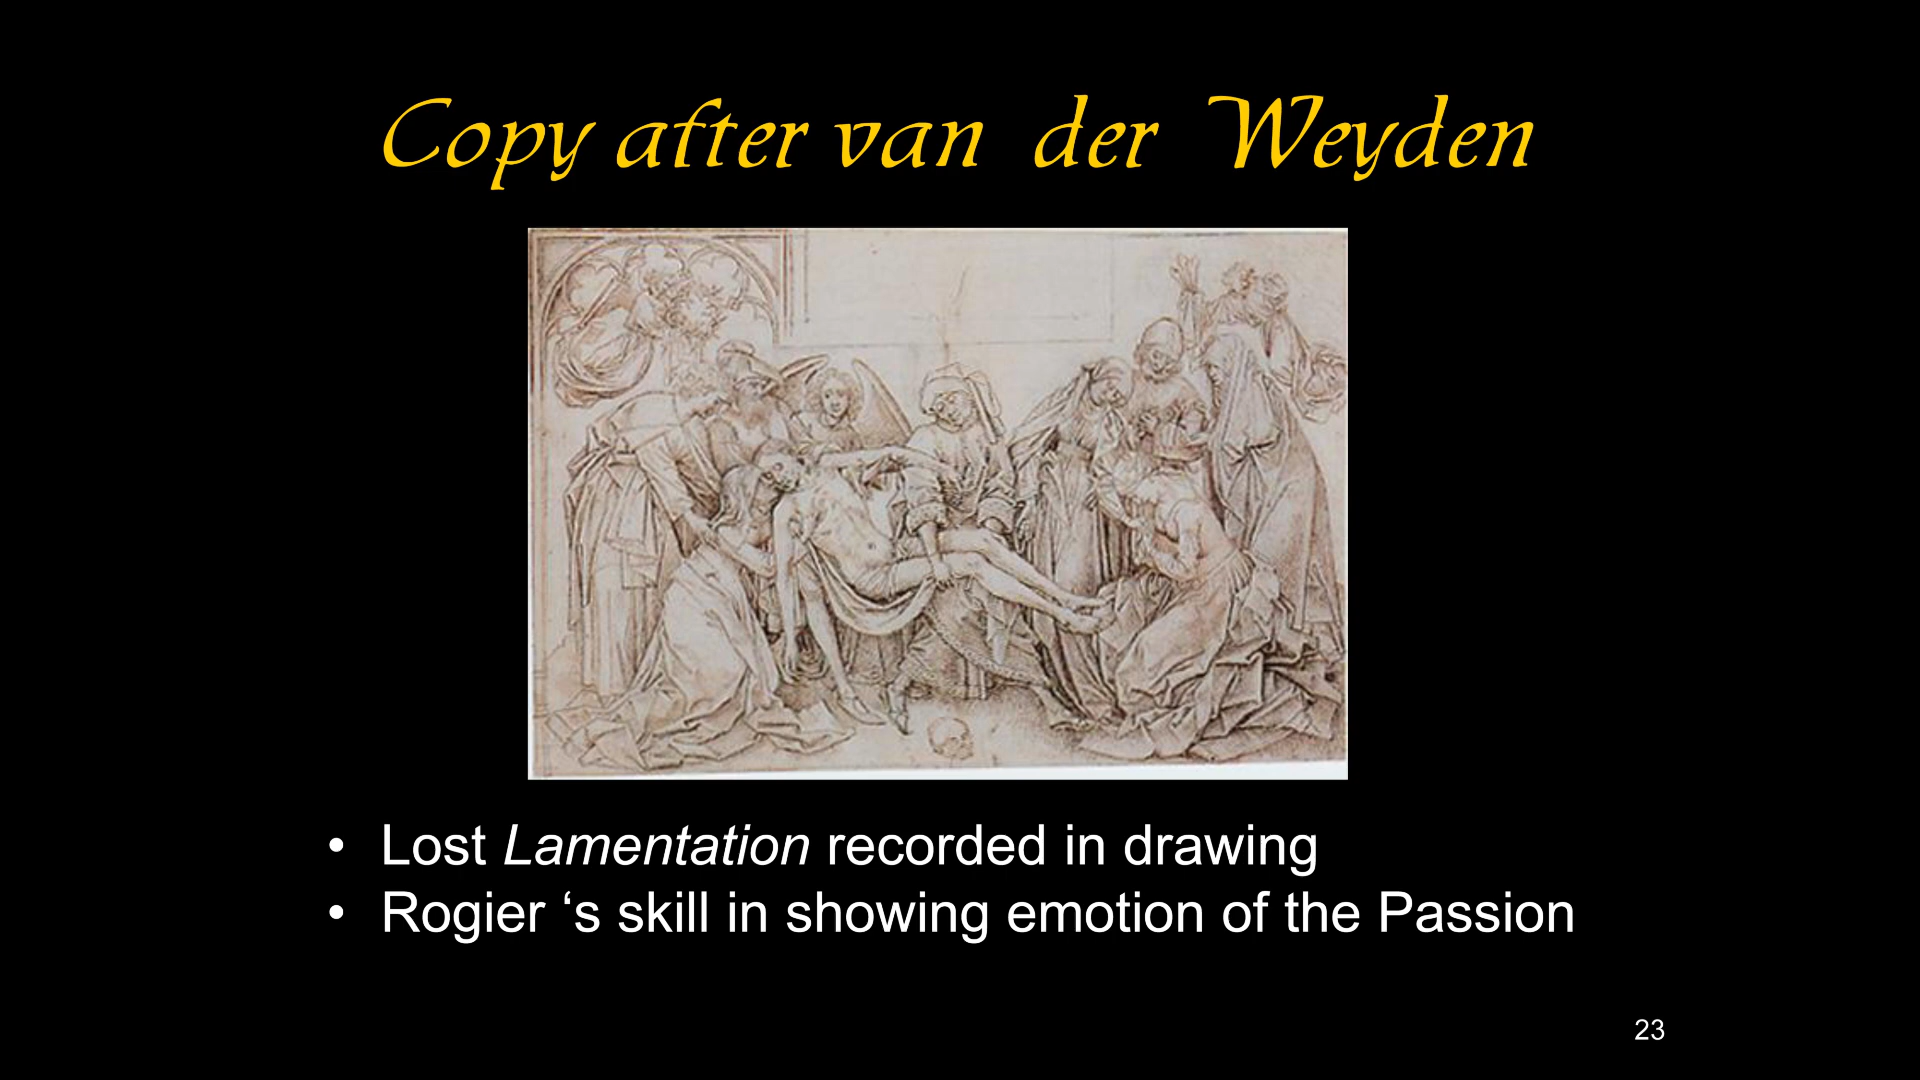 Copy after van der Weyden
• Lost Lamentation recorded in drawing
• Rogier ‘s skill in showing emotion of the Passion
23